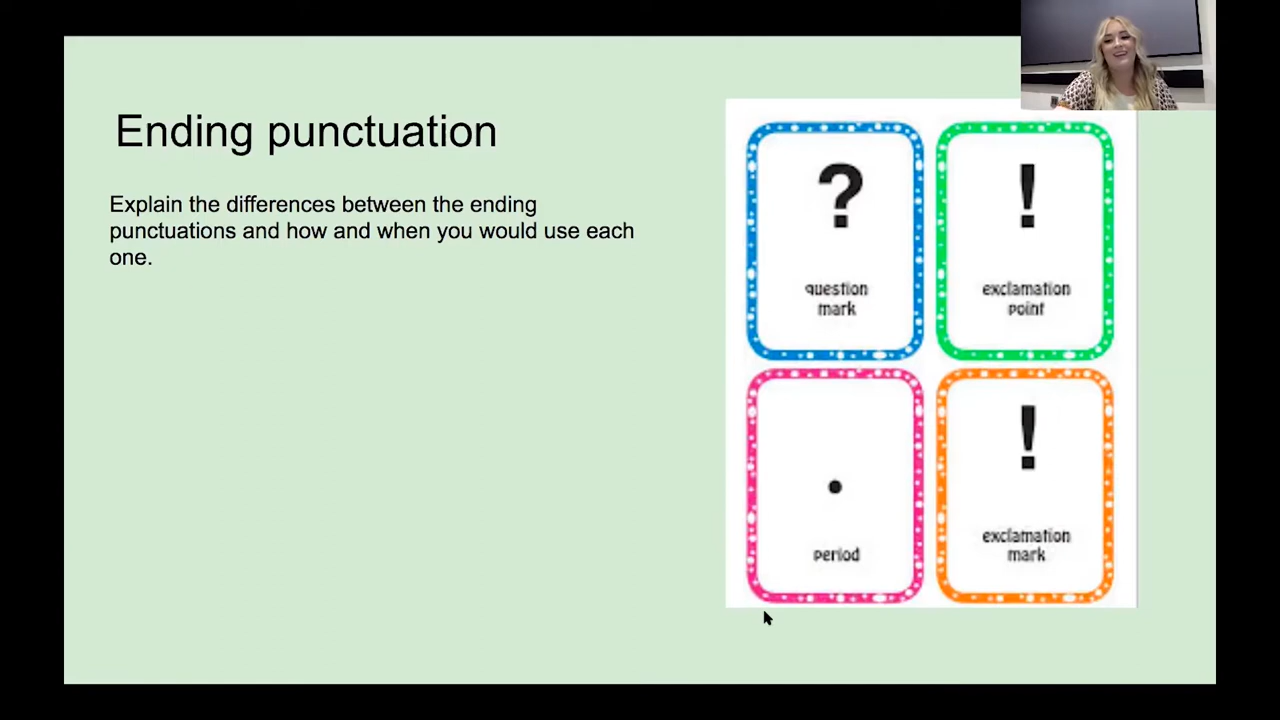 Ending punctuation
Explain the differences between the ending
punctuations and how and when you would use each
one.
?
question
mark
!
exclamation
point
.
period
!
exclamation
mark